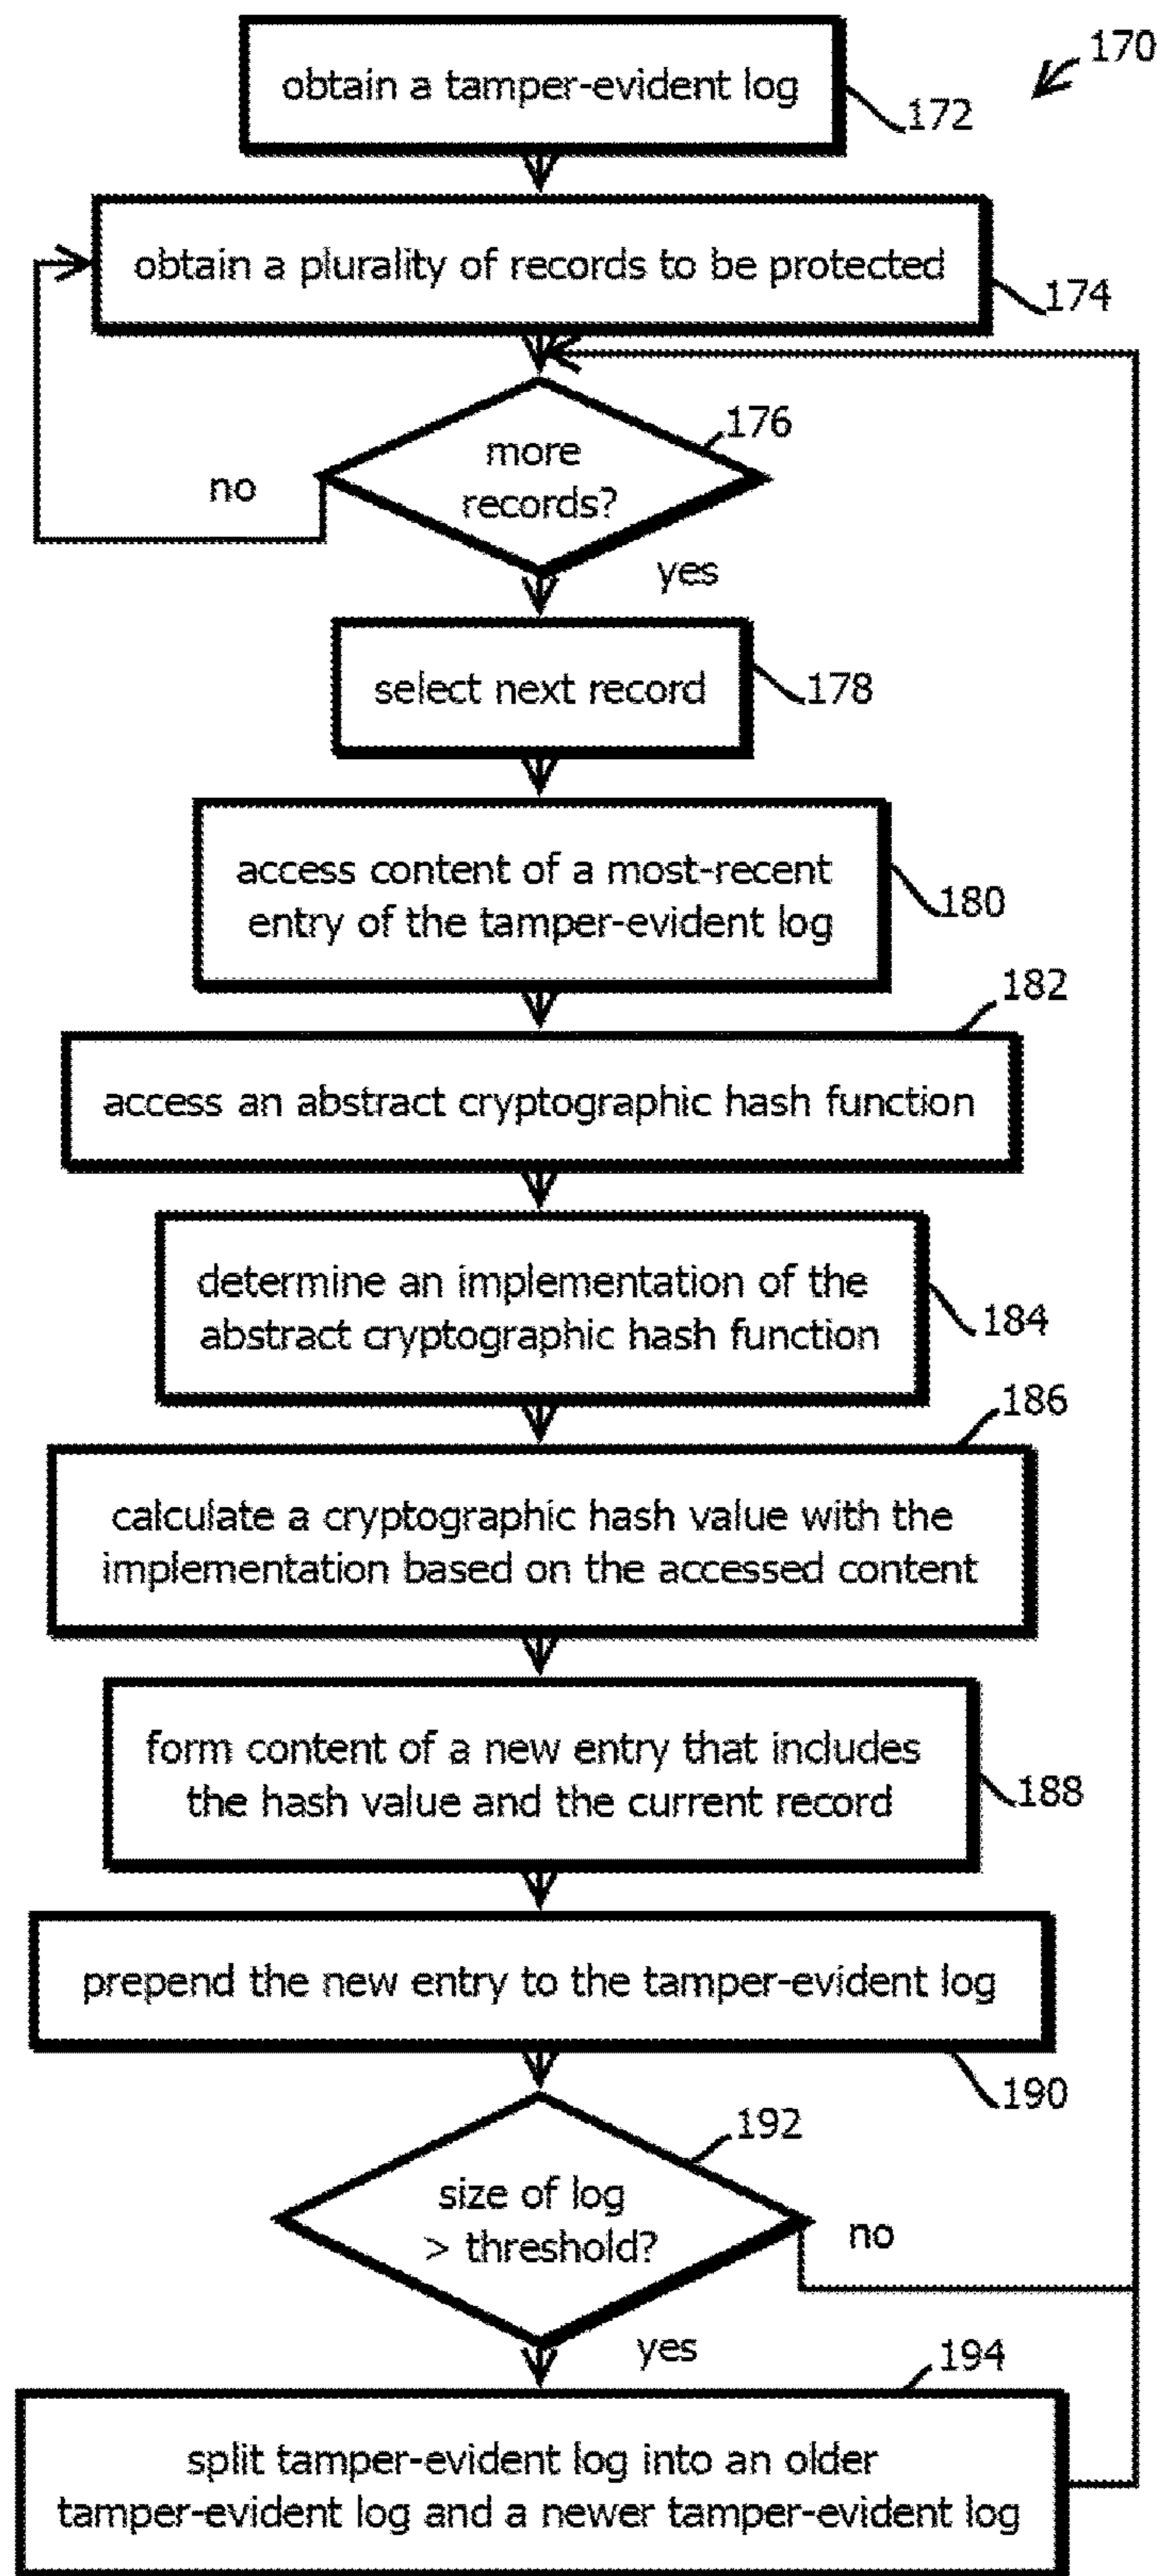 170
obtain a tamper-evident log
172
obtain a plurality of records to be protected
174
176
more
records?
no
yes
select next record
178
access content of a most-recent
entry of the tamper-evident log
180
182
access an abstract cryptographic hash function
determine an implementation of the
abstract cryptographic hash function
184
186
calculate a cryptographic hash value with the
implementation based on the accessed content
form content of a new entry that includes
the hash value and the current record
188
prepend the new entry to the tamper-evident log
190
192
size of log
> threshold?
no
yes
194
split tamper-evident log into an older
tamper-evident log and a newer tamper-evident log